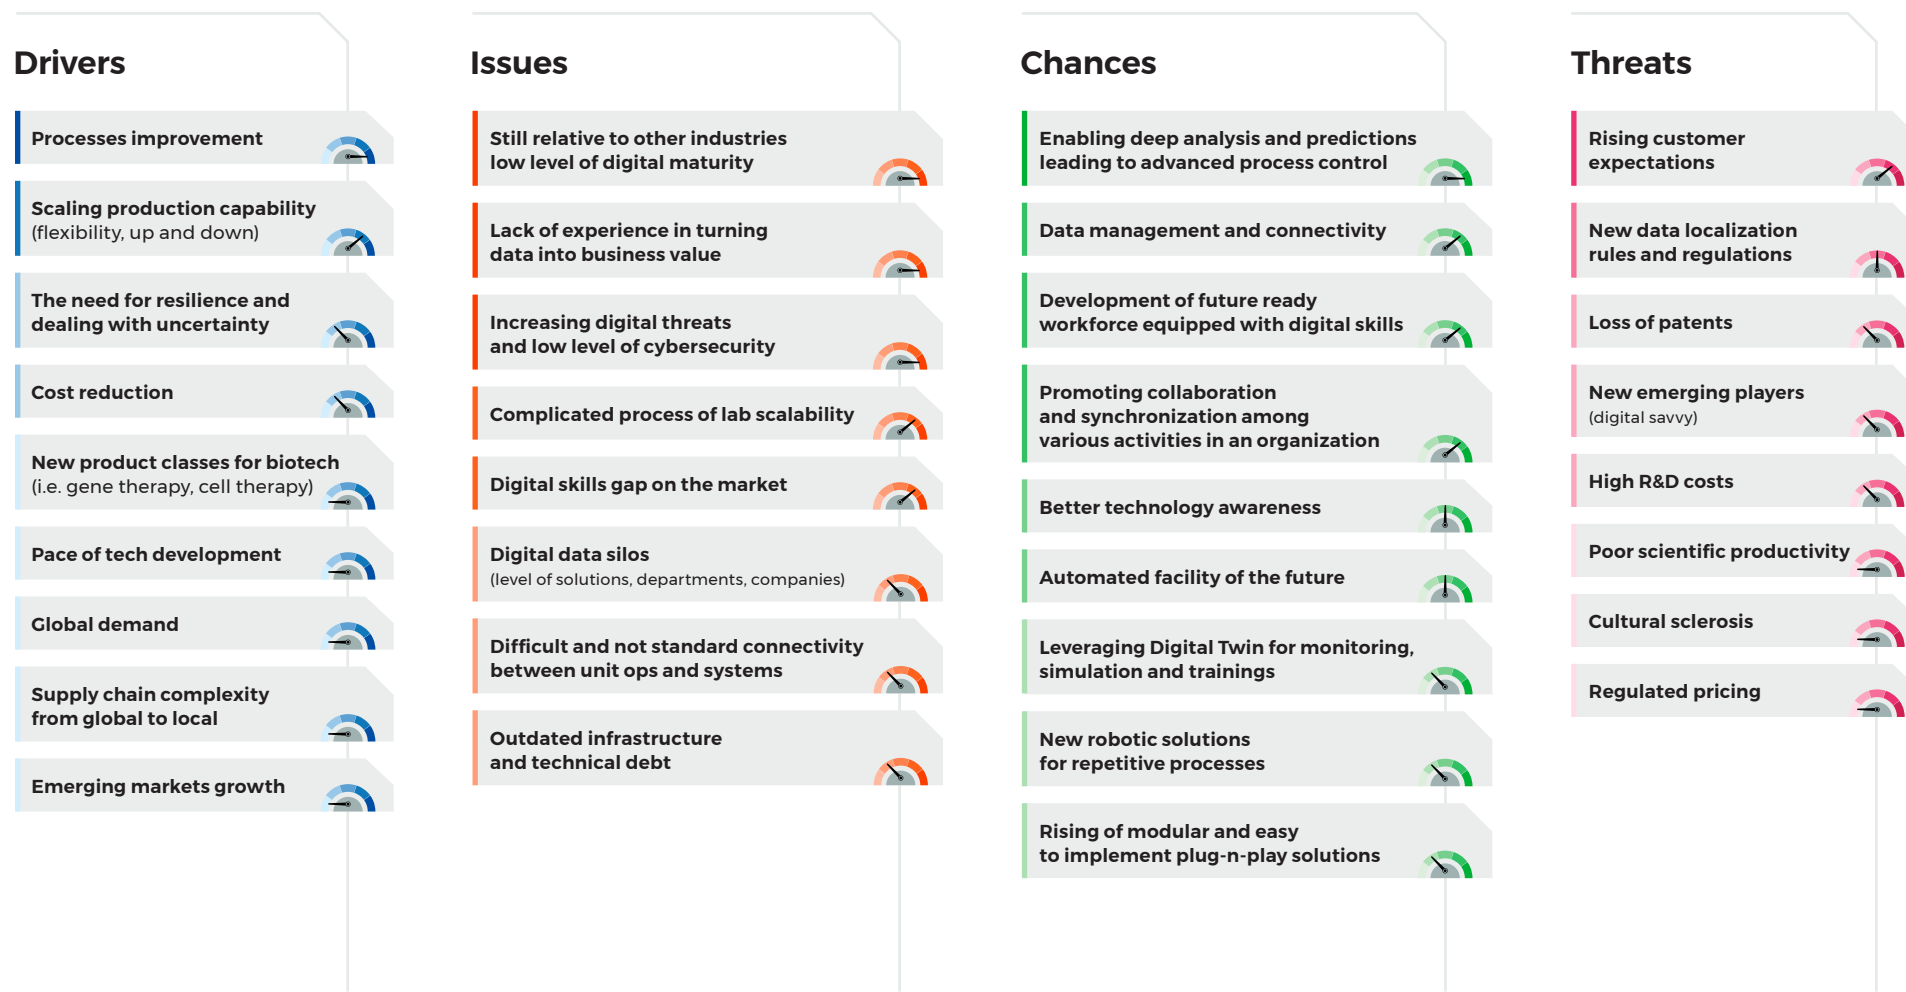 Drivers
Processes improvement
Scaling production capability
(flexibility, up and down)
The need for resilience and
dealing with uncertainty
Cost reduction
New product classes for biotech
(i.e. gene therapy, cell therapy)
Pace of tech development
Global demand
Supply chain complexity
from global to local
Emerging markets growth
Issues
Still relative to other industries
low level of digital maturity
Lack of experience in turning
data into business value
Increasing digital threats
and low level of cybersecurity
Complicated process of lab scalability
Digital skills gap on the market
Digital data silos
(level of solutions, departments, companies)
Difficult and not standard connectivity
between unit ops and systems
Outdated infrastructure
and technical debt
Chances
Enabling deep analysis and predictions
leading to advanced process control
Data management and connectivity
Development of future ready
workforce equipped with digital skills
Promoting collaboration
and synchronization among
various activities in an organization
Better technology awareness
Automated facility of the future
Leveraging Digital Twin for monitoring,
simulation and trainings
New robotic solutions
for repetitive processes
Rising of modular and easy
to implement plug-n-play solutions
Threats
Rising customer
expectations
New data localization
rules and regulations
Loss of patents
New emerging players
(digital savvy)
High R&D costs
Poor scientific productivity
Cultural sclerosis
Regulated pricing